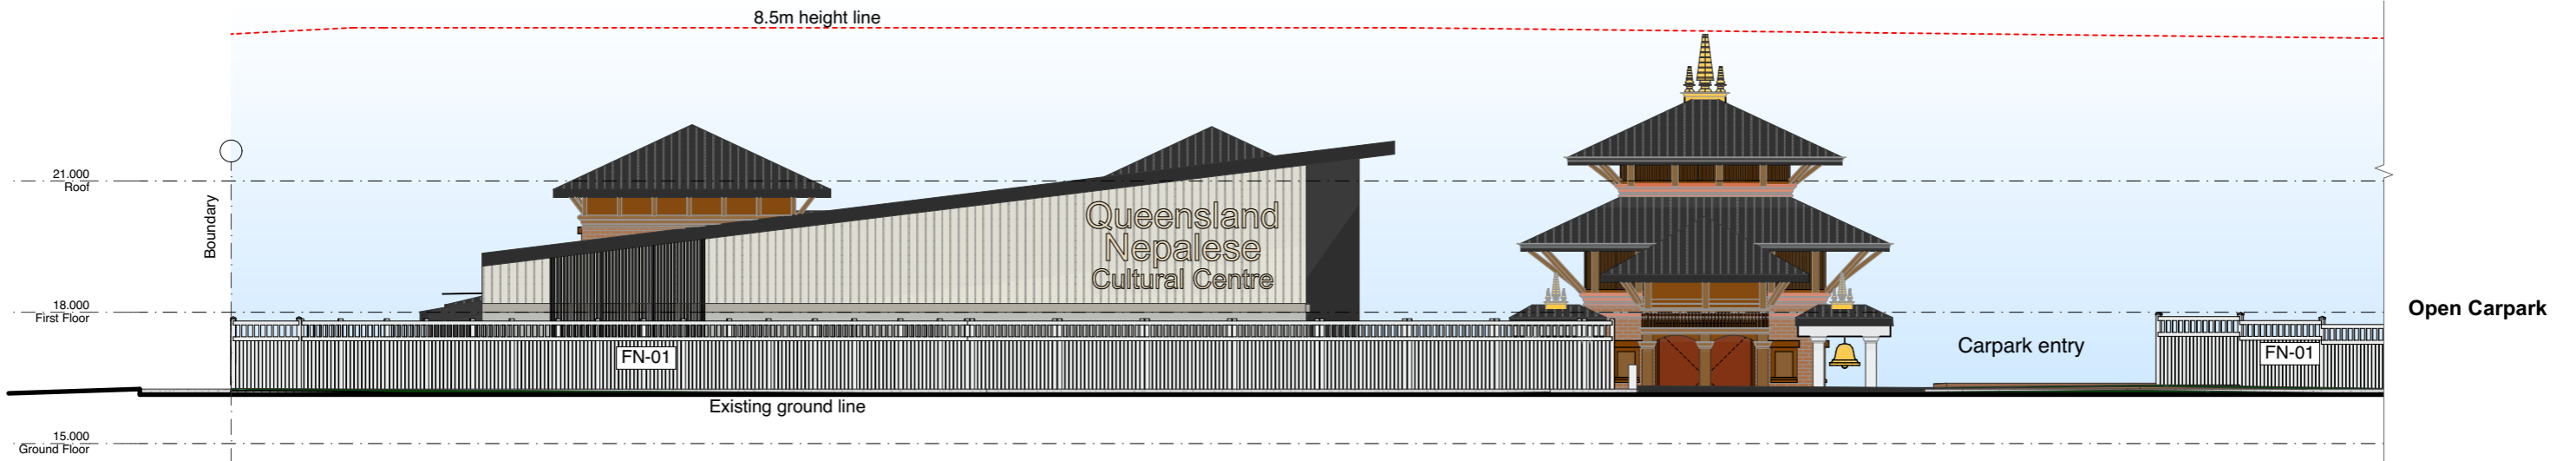 8.5m height line
21.000
Roof
Boundary
Queensland
Nepalese
Cultural Centre
18.000
First Floor
Open Carpark
Carpark entry
FN-01
FN-01
Existing ground line
15.000
Ground Floor